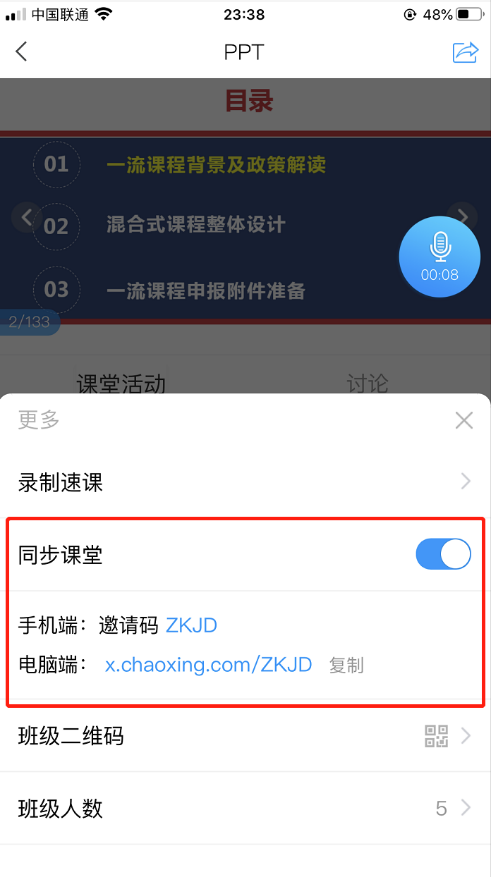 中国联通 23:38 48%
PPT
目录
01 一流课程背景及政策解读
02 混合式课程整体设计
03 一流课程申报附件准备
00:08
2/133
课堂活动 讨论
更多
录制速课
同步课堂
手机端：邀请码 ZKJD
电脑端： x.chaoxing.com/ZKJD 复制
班级二维码
班级人数 5